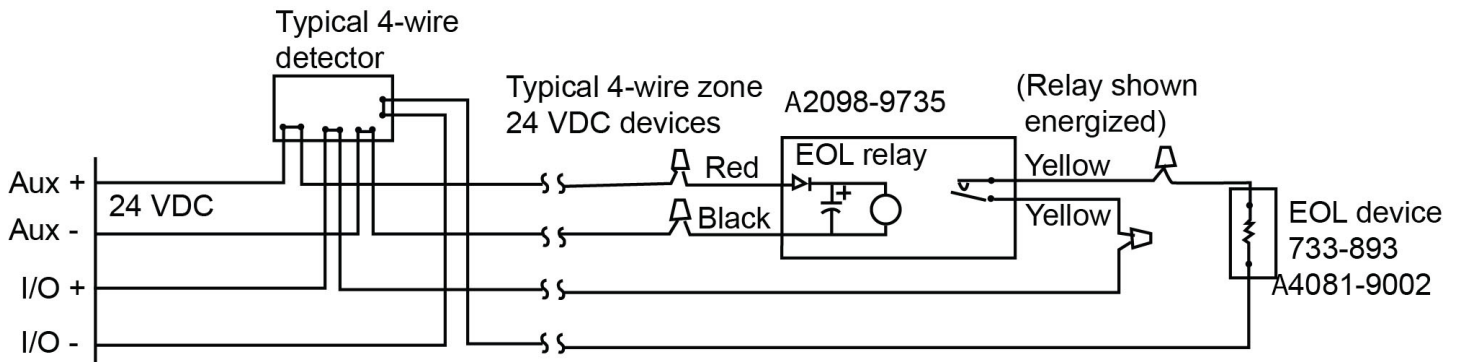 Typical 4-wire
detector
Typical 4-wire zone
24 VDC devices
A2098-9735
(Relay shown
energized)
EOL relay
Red
Yellow
Aux +
24 VDC
+
Black
Yellow
EOL device
733-893
A4081-9002
Aux -
I/O +
I/O -